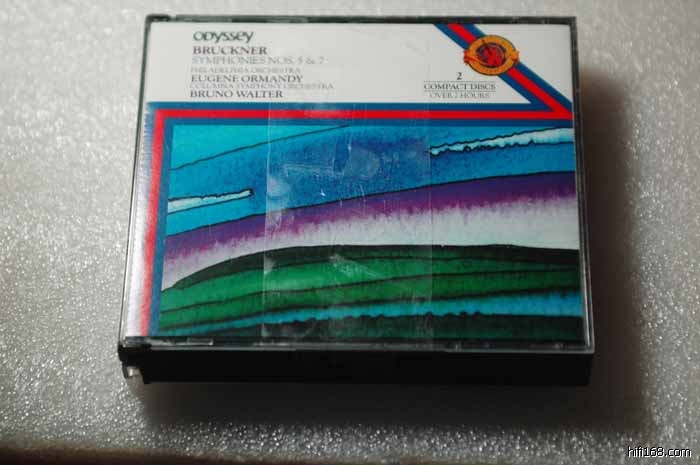 ODYSSEY
BRUCKNER
SYMPHONIES NOS. 5 & 7
PHILADELPHIA ORCHESTRA
EUGENE ORMANDY
COLUMBIA SYMPHONY ORCHESTRA
BRUNO WALTER
2
COMPACT DISCS
OVER 2 HOURS
hifi168.com